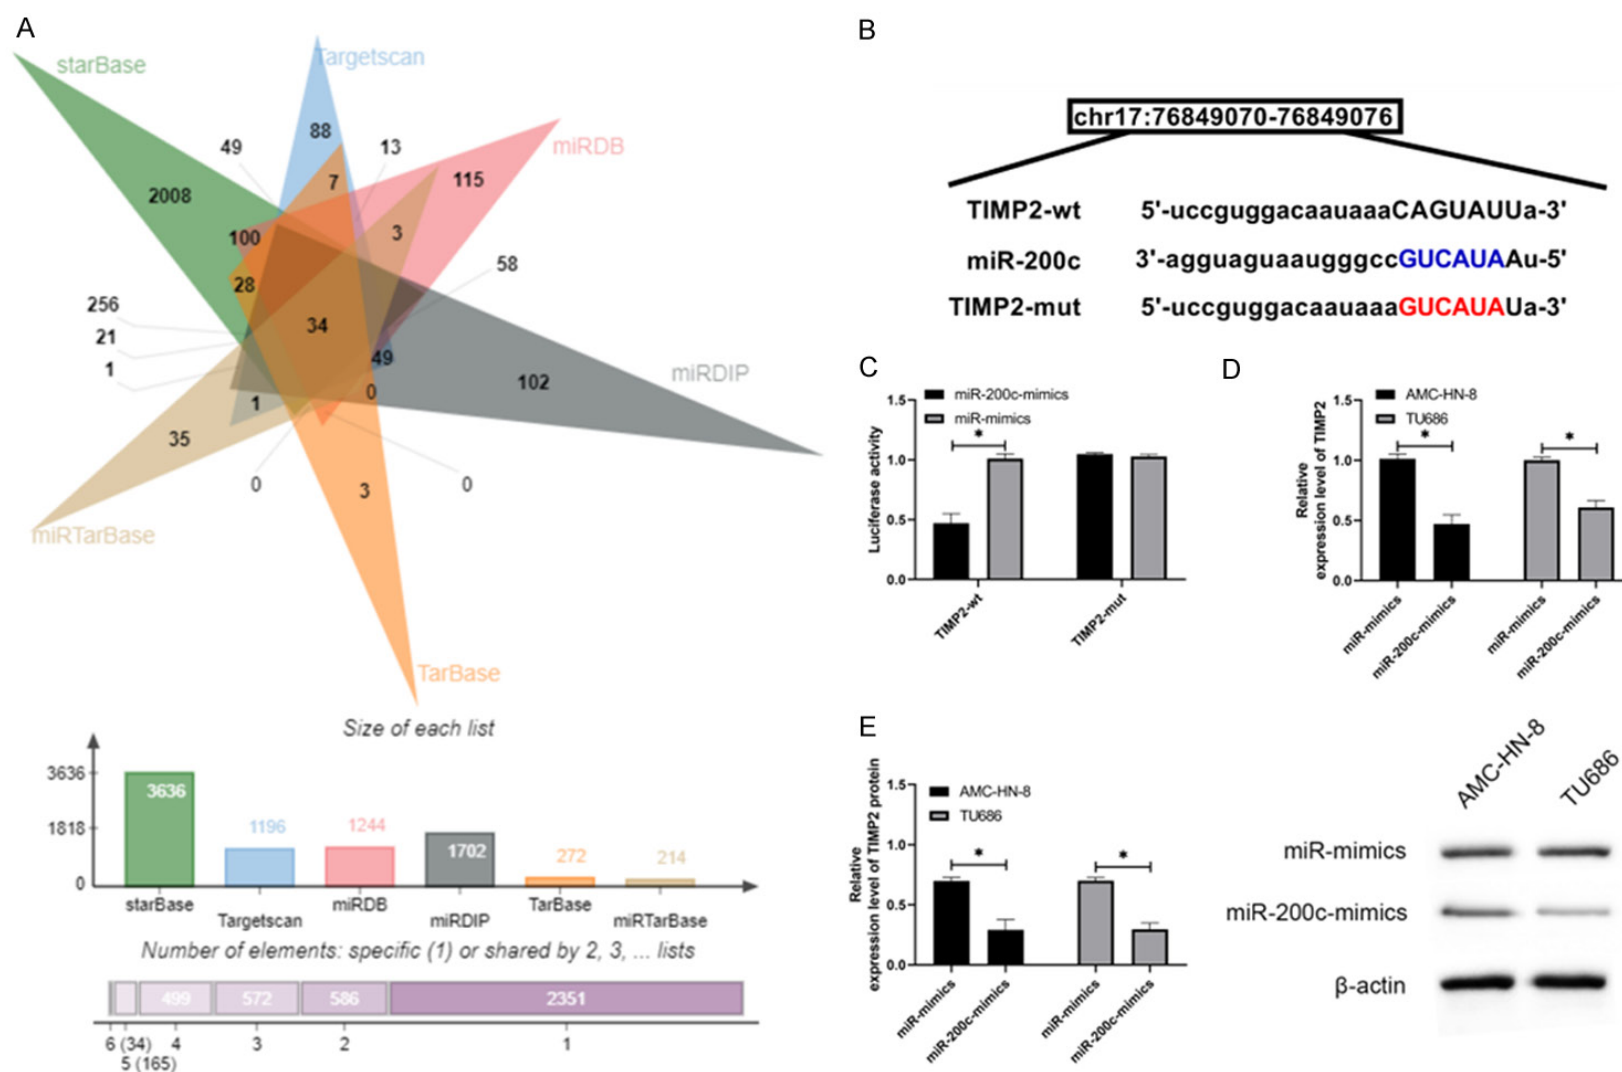 A
starBase
Targetscan
miRDB
miRDIP
miRTarBase
TarBase
49
88
13
2008
7
115
100
3
28
58
256
34
21
49
1
102
0
1
35
0
3
0
Size of each list
3636
1818
0
3636
1196
1244
1702
272
214
starBase
Targetscan
miRDB
miRDIP
TarBase
miRTarBase
Number of elements: specific (1) or shared by 2, 3, ... lists
499
572
586
2351
6 (34)
5 (165)
4
3
2
1
B
chr17:76849070-76849076
TIMP2-wt 5'-uccguggacaauaaaCAGUAUUa-3'
miR-200c 3'-agguaguaaugggccGUCAUAAu-5'
TIMP2-mut 5'-uccguggacaauaaaGUCAUAUa-3'
C
miR-200c-mimics
miR-mimics
Luciferase activity
1.5
1.0
0.5
0.0
*
TIMP2-wt
TIMP2-mut
D
AMC-HN-8
TU686
Relative
expression level of TIMP2
1.5
1.0
0.5
0.0
*
*
miR-mimics
miR-200c-mimics
miR-mimics
miR-200c-mimics
E
AMC-HN-8
TU686
Relative
expression level of TIMP2 protein
1.5
1.0
0.5
0.0
*
*
miR-mimics
miR-200c-mimics
miR-mimics
miR-200c-mimics
AMC-HN-8
TU686
miR-mimics
miR-200c-mimics
β-actin